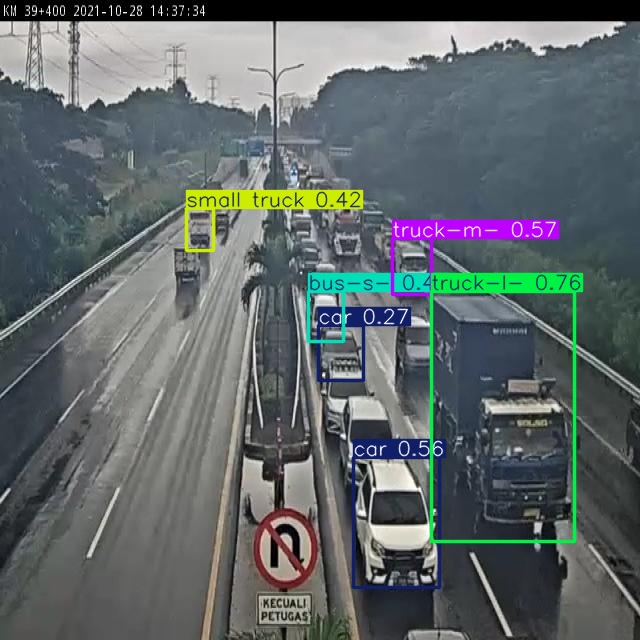 KM 39+400 2021-10-28 14:37:34
small truck 0.42
truck-m- 0.57
bus-s- 0.4
truck-l- 0.76
car 0.27
car 0.56
KECUALI
PETUGAS